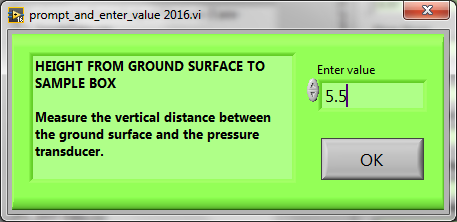 prompt_and_enter_value 2016.vi
HEIGHT FROM GROUND SURFACE TO
SAMPLE BOX
Measure the vertical distance between
the ground surface and the pressure
transducer.
Enter value
5.5
OK